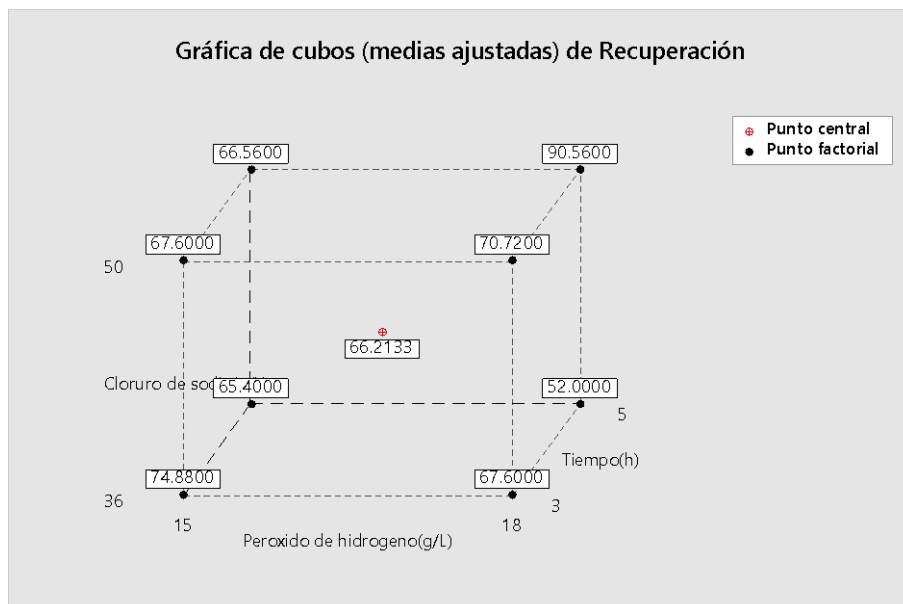 Gráfica de cubos (medias ajustadas) de Recuperación
Punto central
Punto factorial
66.5600
90.5600
67.6000
70.7200
50
66.2133
Cloruro de
65.4000
52.0000
5
Tiempo(h)
74.8800
67.6000
36
3
15
18
Peroxido de hidrogeno(g/L)